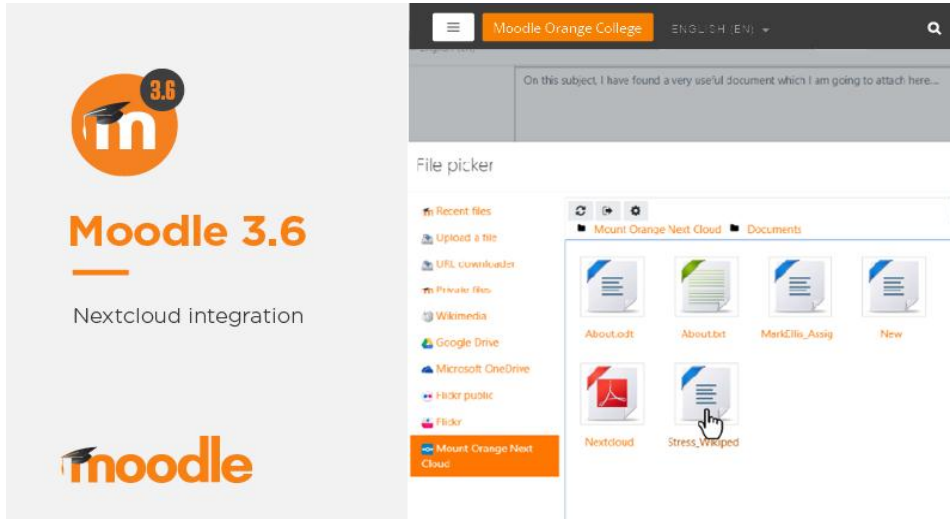 3.6
m
Moodle 3.6
Nextcloud integration
moodle
Moodle Orange College
ENGLISH (EN)
On this subject, I have found a very useful document which I am going to attach here...
File picker
Recent files
Upload a file
URL downloader
Private files
Wikimedia
Google Drive
Microsoft OneDrive
Flickr public
Flickr
Mount Orange Next
Cloud
Mount Orange Next Cloud Documents
About.odt About.txt MarkEllis_Assig New
Nextcloud Stress_Wikiped